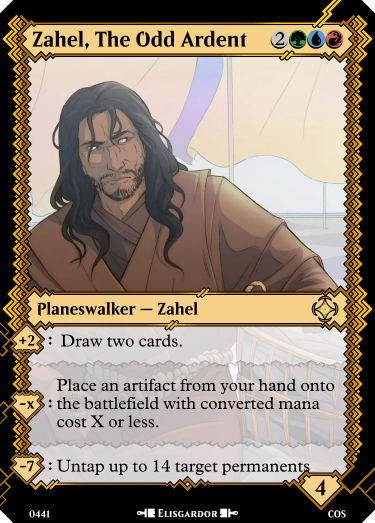 Zahel, The Odd Ardent 2
Planeswalker — Zahel
+2 : Draw two cards.
Place an artifact from your hand onto
−x : the battlefield with converted mana
cost X or less.
−7 : Untap up to 14 target permanents
4
0441 Elisgardor COS